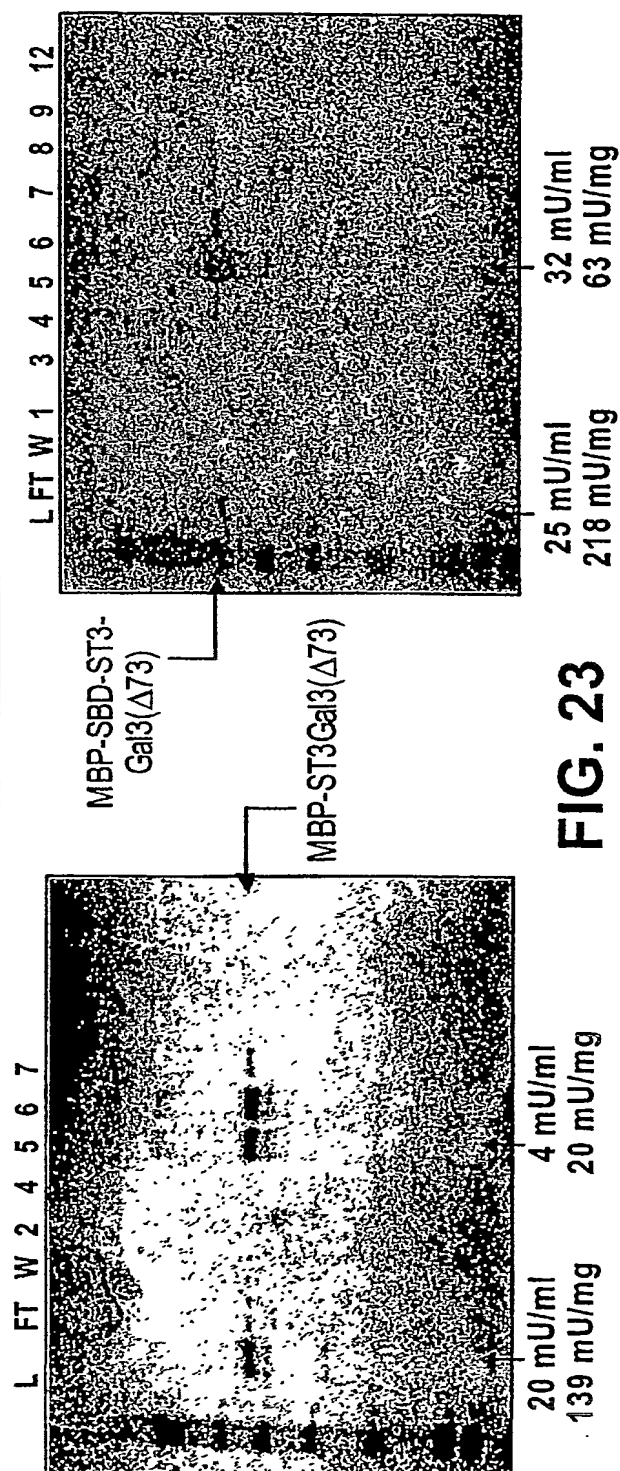 L FT W 2 4 5 6 7
20 mU/ml
139 mU/mg
4 mU/ml
20 mU/mg
MBP-SBD-ST3-
Gal3(Δ73)
MBP-ST3Gal3(Δ73)
L FT W 1 3 4 5 6 7 8 9 12
25 mU/ml
218 mU/mg
32 mU/ml
63 mU/mg
FIG. 23